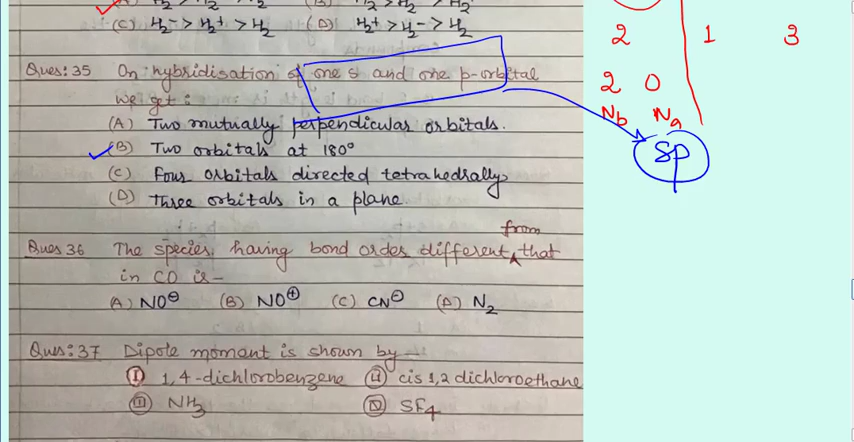 H₂ > H₂
(C) H₂⁻ > H₂⁺ > H₂ (D) H₂⁺ > H₂⁻ > H₂
2 1 3
Ques:35 On hybridisation of one s and one p-orbital
we get :
2 0
Nb Na
(A) Two mutually perpendicular orbitals.
(B) Two orbitals at 180°
sp
(C) Four orbitals directed tetrahedrally
(D) Three orbitals in a plane.
from
Ques 36 The species, having bond order different that
in CO is-
(A) NO⊖ (B) NO⊕ (C) CN⊖ (D) N₂
Ques:37 Dipole moment is shown by—
(I) 1,4-dichlorobenzene (II) cis 1,2 dichloroethane
(III) NH₃ (IV) SF₄